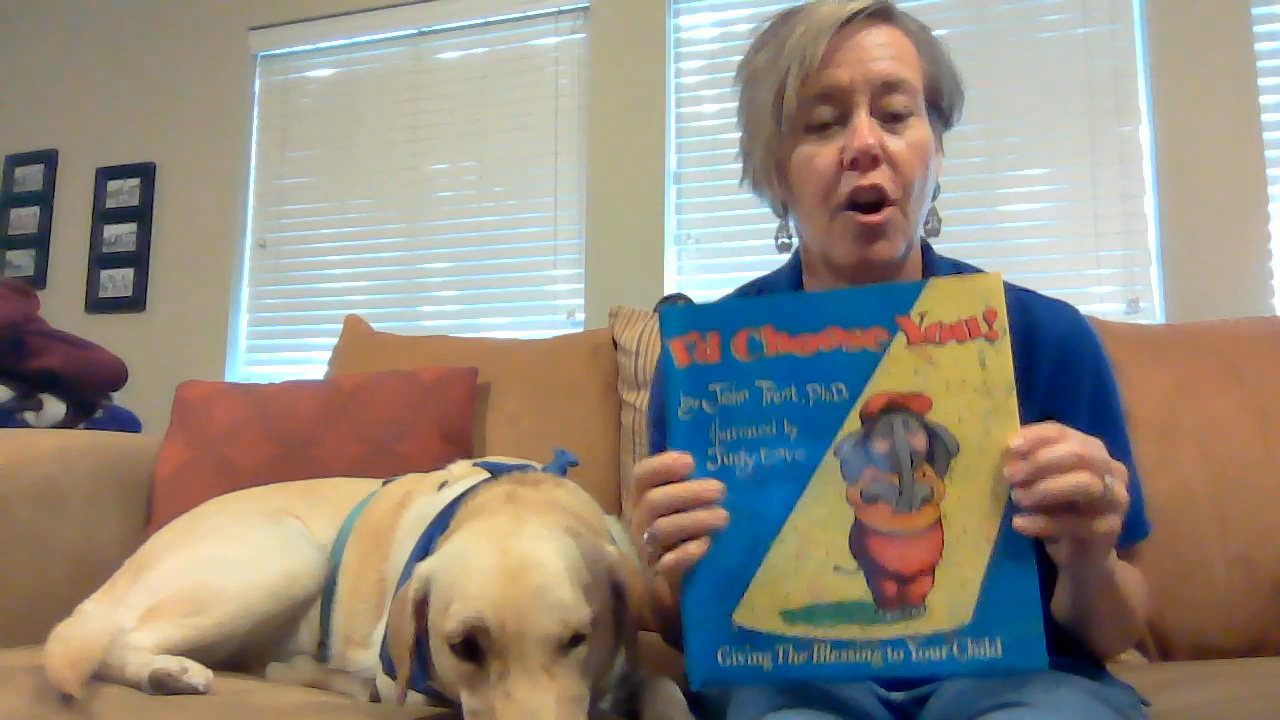 I'd Choose You!
by John Trent, Ph.D.
illustrated by
Judy Love
Giving The Blessing to Your Child